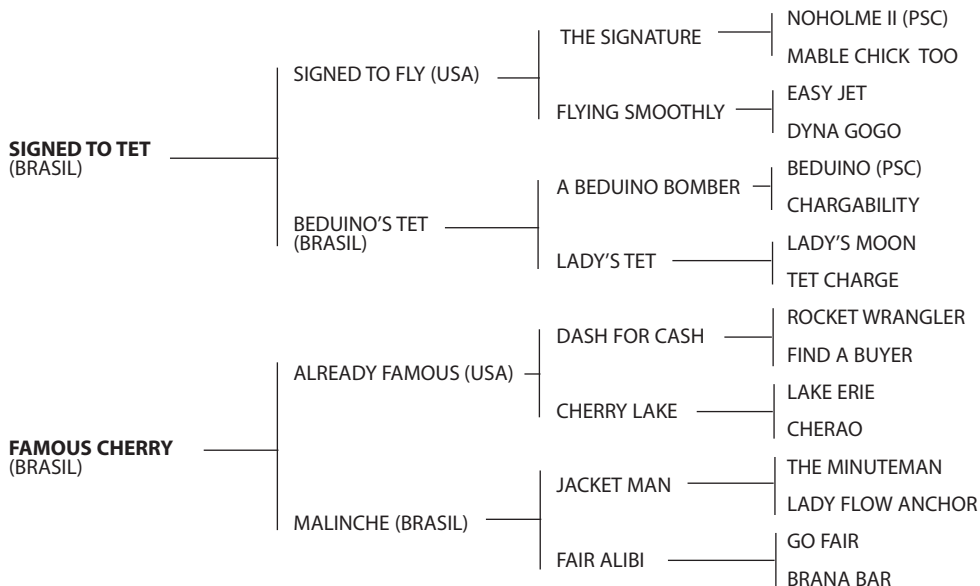 NOHOLME II (PSC)
THE SIGNATURE
MABLE CHICK TOO
SIGNED TO FLY (USA)
EASY JET
FLYING SMOOTHLY
DYNA GOGO
SIGNED TO TET
(BRASIL)
BEDUINO (PSC)
A BEDUINO BOMBER
CHARGABILITY
BEDUINO’S TET
(BRASIL)
LADY’S MOON
LADY’S TET
TET CHARGE
ROCKET WRANGLER
DASH FOR CASH
FIND A BUYER
ALREADY FAMOUS (USA)
LAKE ERIE
CHERRY LAKE
CHERAO
FAMOUS CHERRY
(BRASIL)
THE MINUTEMAN
JACKET MAN
LADY FLOW ANCHOR
MALINCHE (BRASIL)
GO FAIR
FAIR ALIBI
BRANA BAR